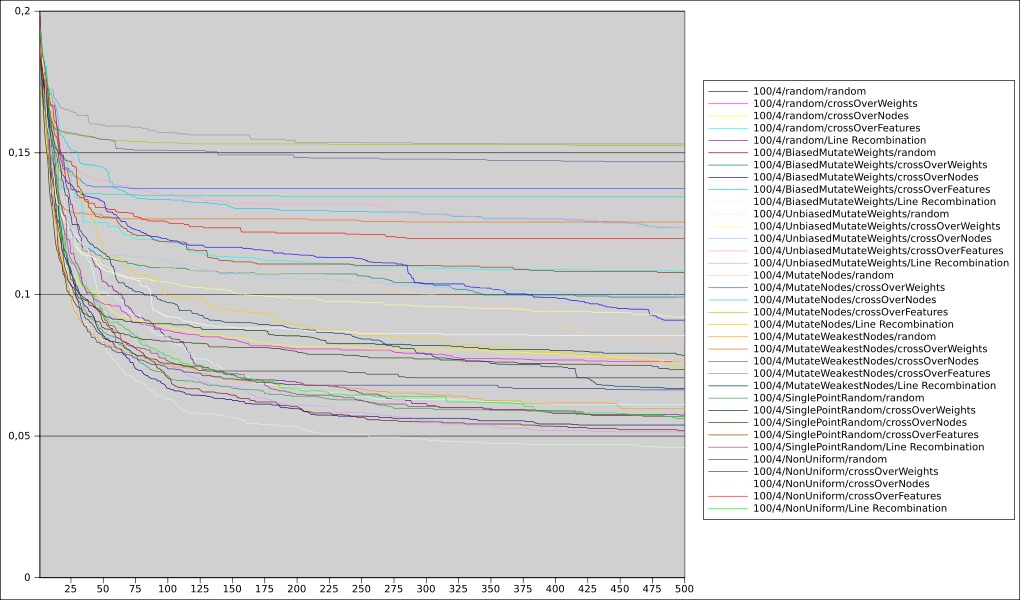 0,2
0,15
0,1
0,05
0
25 50 75 100 125 150 175 200 225 250 275 300 325 350 375 400 425 450 475 500
100/4/random/random
100/4/random/crossOverWeights
100/4/random/crossOverNodes
100/4/random/crossOverFeatures
100/4/random/Line Recombination
100/4/BiasedMutateWeights/random
100/4/BiasedMutateWeights/crossOverWeights
100/4/BiasedMutateWeights/crossOverNodes
100/4/BiasedMutateWeights/crossOverFeatures
100/4/BiasedMutateWeights/Line Recombination
100/4/UnbiasedMutateWeights/random
100/4/UnbiasedMutateWeights/crossOverWeights
100/4/UnbiasedMutateWeights/crossOverNodes
100/4/UnbiasedMutateWeights/crossOverFeatures
100/4/UnbiasedMutateWeights/Line Recombination
100/4/MutateNodes/random
100/4/MutateNodes/crossOverWeights
100/4/MutateNodes/crossOverNodes
100/4/MutateNodes/crossOverFeatures
100/4/MutateNodes/Line Recombination
100/4/MutateWeakestNodes/random
100/4/MutateWeakestNodes/crossOverWeights
100/4/MutateWeakestNodes/crossOverNodes
100/4/MutateWeakestNodes/crossOverFeatures
100/4/MutateWeakestNodes/Line Recombination
100/4/SinglePointRandom/random
100/4/SinglePointRandom/crossOverWeights
100/4/SinglePointRandom/crossOverNodes
100/4/SinglePointRandom/crossOverFeatures
100/4/SinglePointRandom/Line Recombination
100/4/NonUniform/random
100/4/NonUniform/crossOverWeights
100/4/NonUniform/crossOverNodes
100/4/NonUniform/crossOverFeatures
100/4/NonUniform/Line Recombination